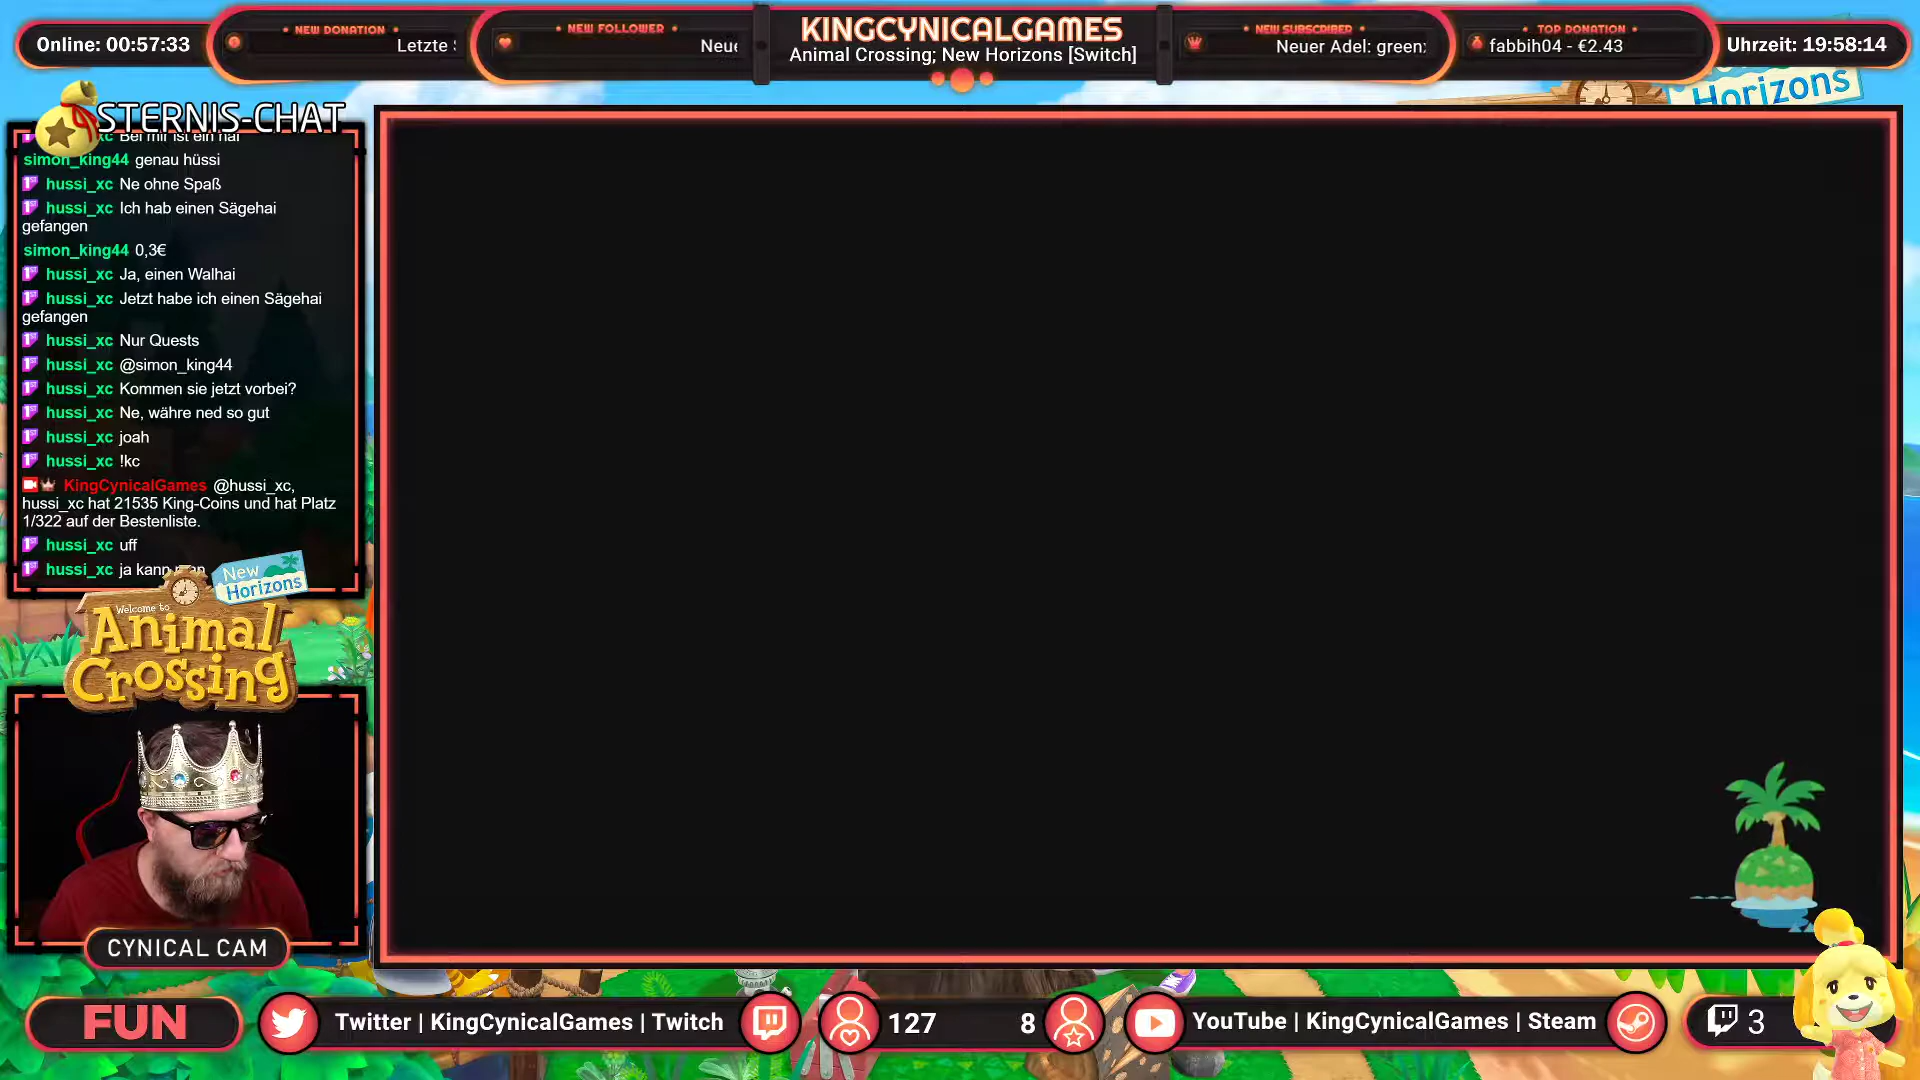 Online: 00:57:33
NEW DONATION
Letzte
NEW FOLLOWER
KINGCYNICALGAMES
Animal Crossing; New Horizons [Switch]
NEW SUBSCRIBER
Neuer Adel: green
TOP DONATION
fabbih04 - €2.43
Uhrzeit: 19:58:14
Horizons
STERNIS-CHAT
Bei mir ist ein hai
simon_king44 genau hüssi
hussi_xc Ne ohne Spaß
hussi_xc Ich hab einen Sägehai
gefangen
simon_king44 0,3€
hussi_xc Ja, einen Walhai
hussi_xc Jetzt habe ich einen Sägehai
gefangen
hussi_xc Nur Quests
hussi_xc @simon_king44
hussi_xc Kommen sie jetzt vorbei?
hussi_xc Ne, währe ned so gut
hussi_xc joah
hussi_xc !kc
KingCynicalGames @hussi_xc,
hussi_xc hat 21535 King-Coins und hat Platz
1/322 auf der Bestenliste.
hussi_xc uff
hussi_xc ja kann
New
Horizons
Welcome to
Animal
Crossing
CYNICAL CAM
FUN
Twitter | KingCynicalGames | Twitch
127
8
YouTube | KingCynicalGames | Steam
3